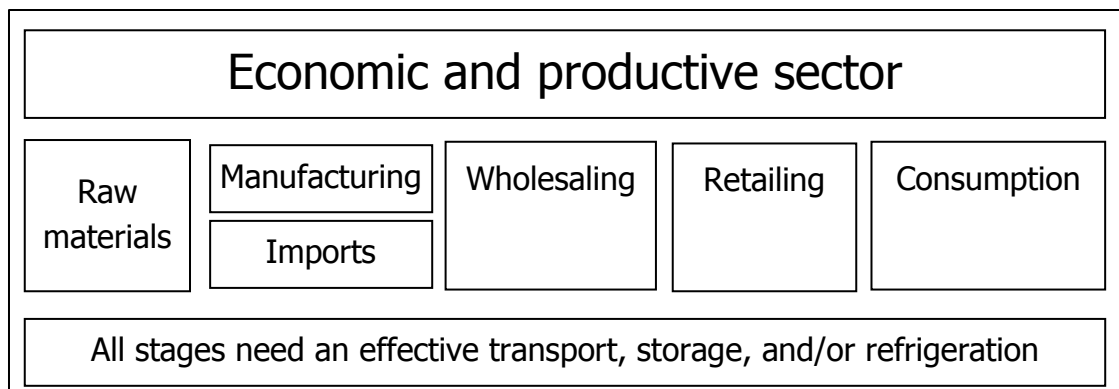 Economic and productive sector
Raw
materials
Manufacturing
Imports
Wholesaling
Retailing
Consumption
All stages need an effective transport, storage, and/or refrigeration